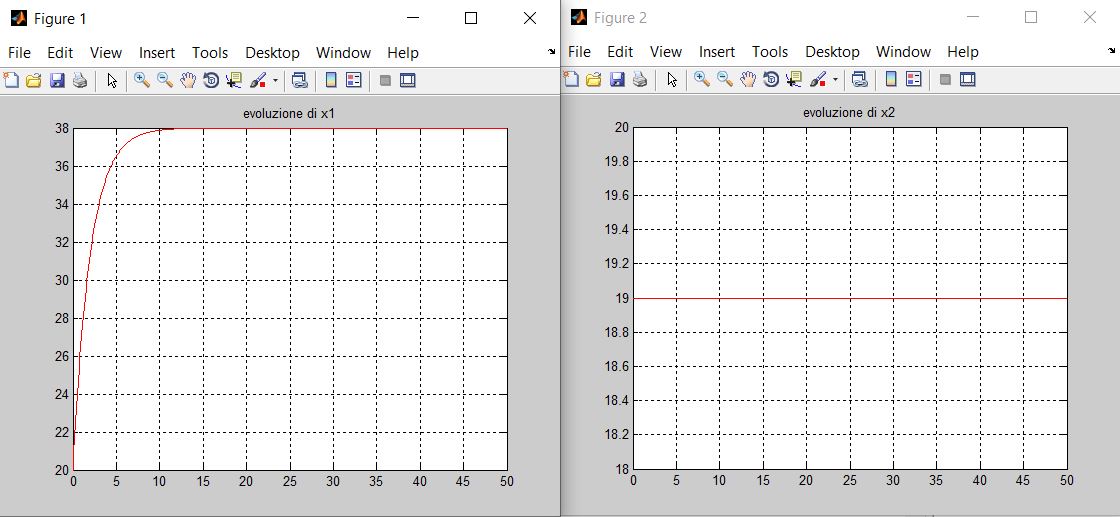 Figure 1
File Edit View Insert Tools Desktop Window Help
evoluzione di x1
38
36
34
32
30
28
26
24
22
20
0 5 10 15 20 25 30 35 40 45 50
Figure 2
File Edit View Insert Tools Desktop Window Help
evoluzione di x2
20
19.8
19.6
19.4
19.2
19
18.8
18.6
18.4
18.2
18
0 5 10 15 20 25 30 35 40 45 50